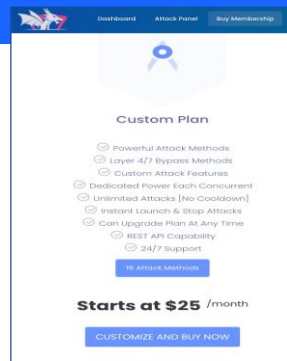 Dashboard Attack Panel Buy Membership
Custom Plan
Powerful Attack Methods
Layer 4/7 Bypass Methods
Custom Attack Features
Dedicated Power Each Concurrent
Unlimited Attacks [No Cooldown]
Instant Launch & Stop Attacks
Can Upgrade Plan At Any Time
REST API Capability
24/7 Support
16 Attack Methods
Starts at $25 /month
CUSTOMIZE AND BUY NOW